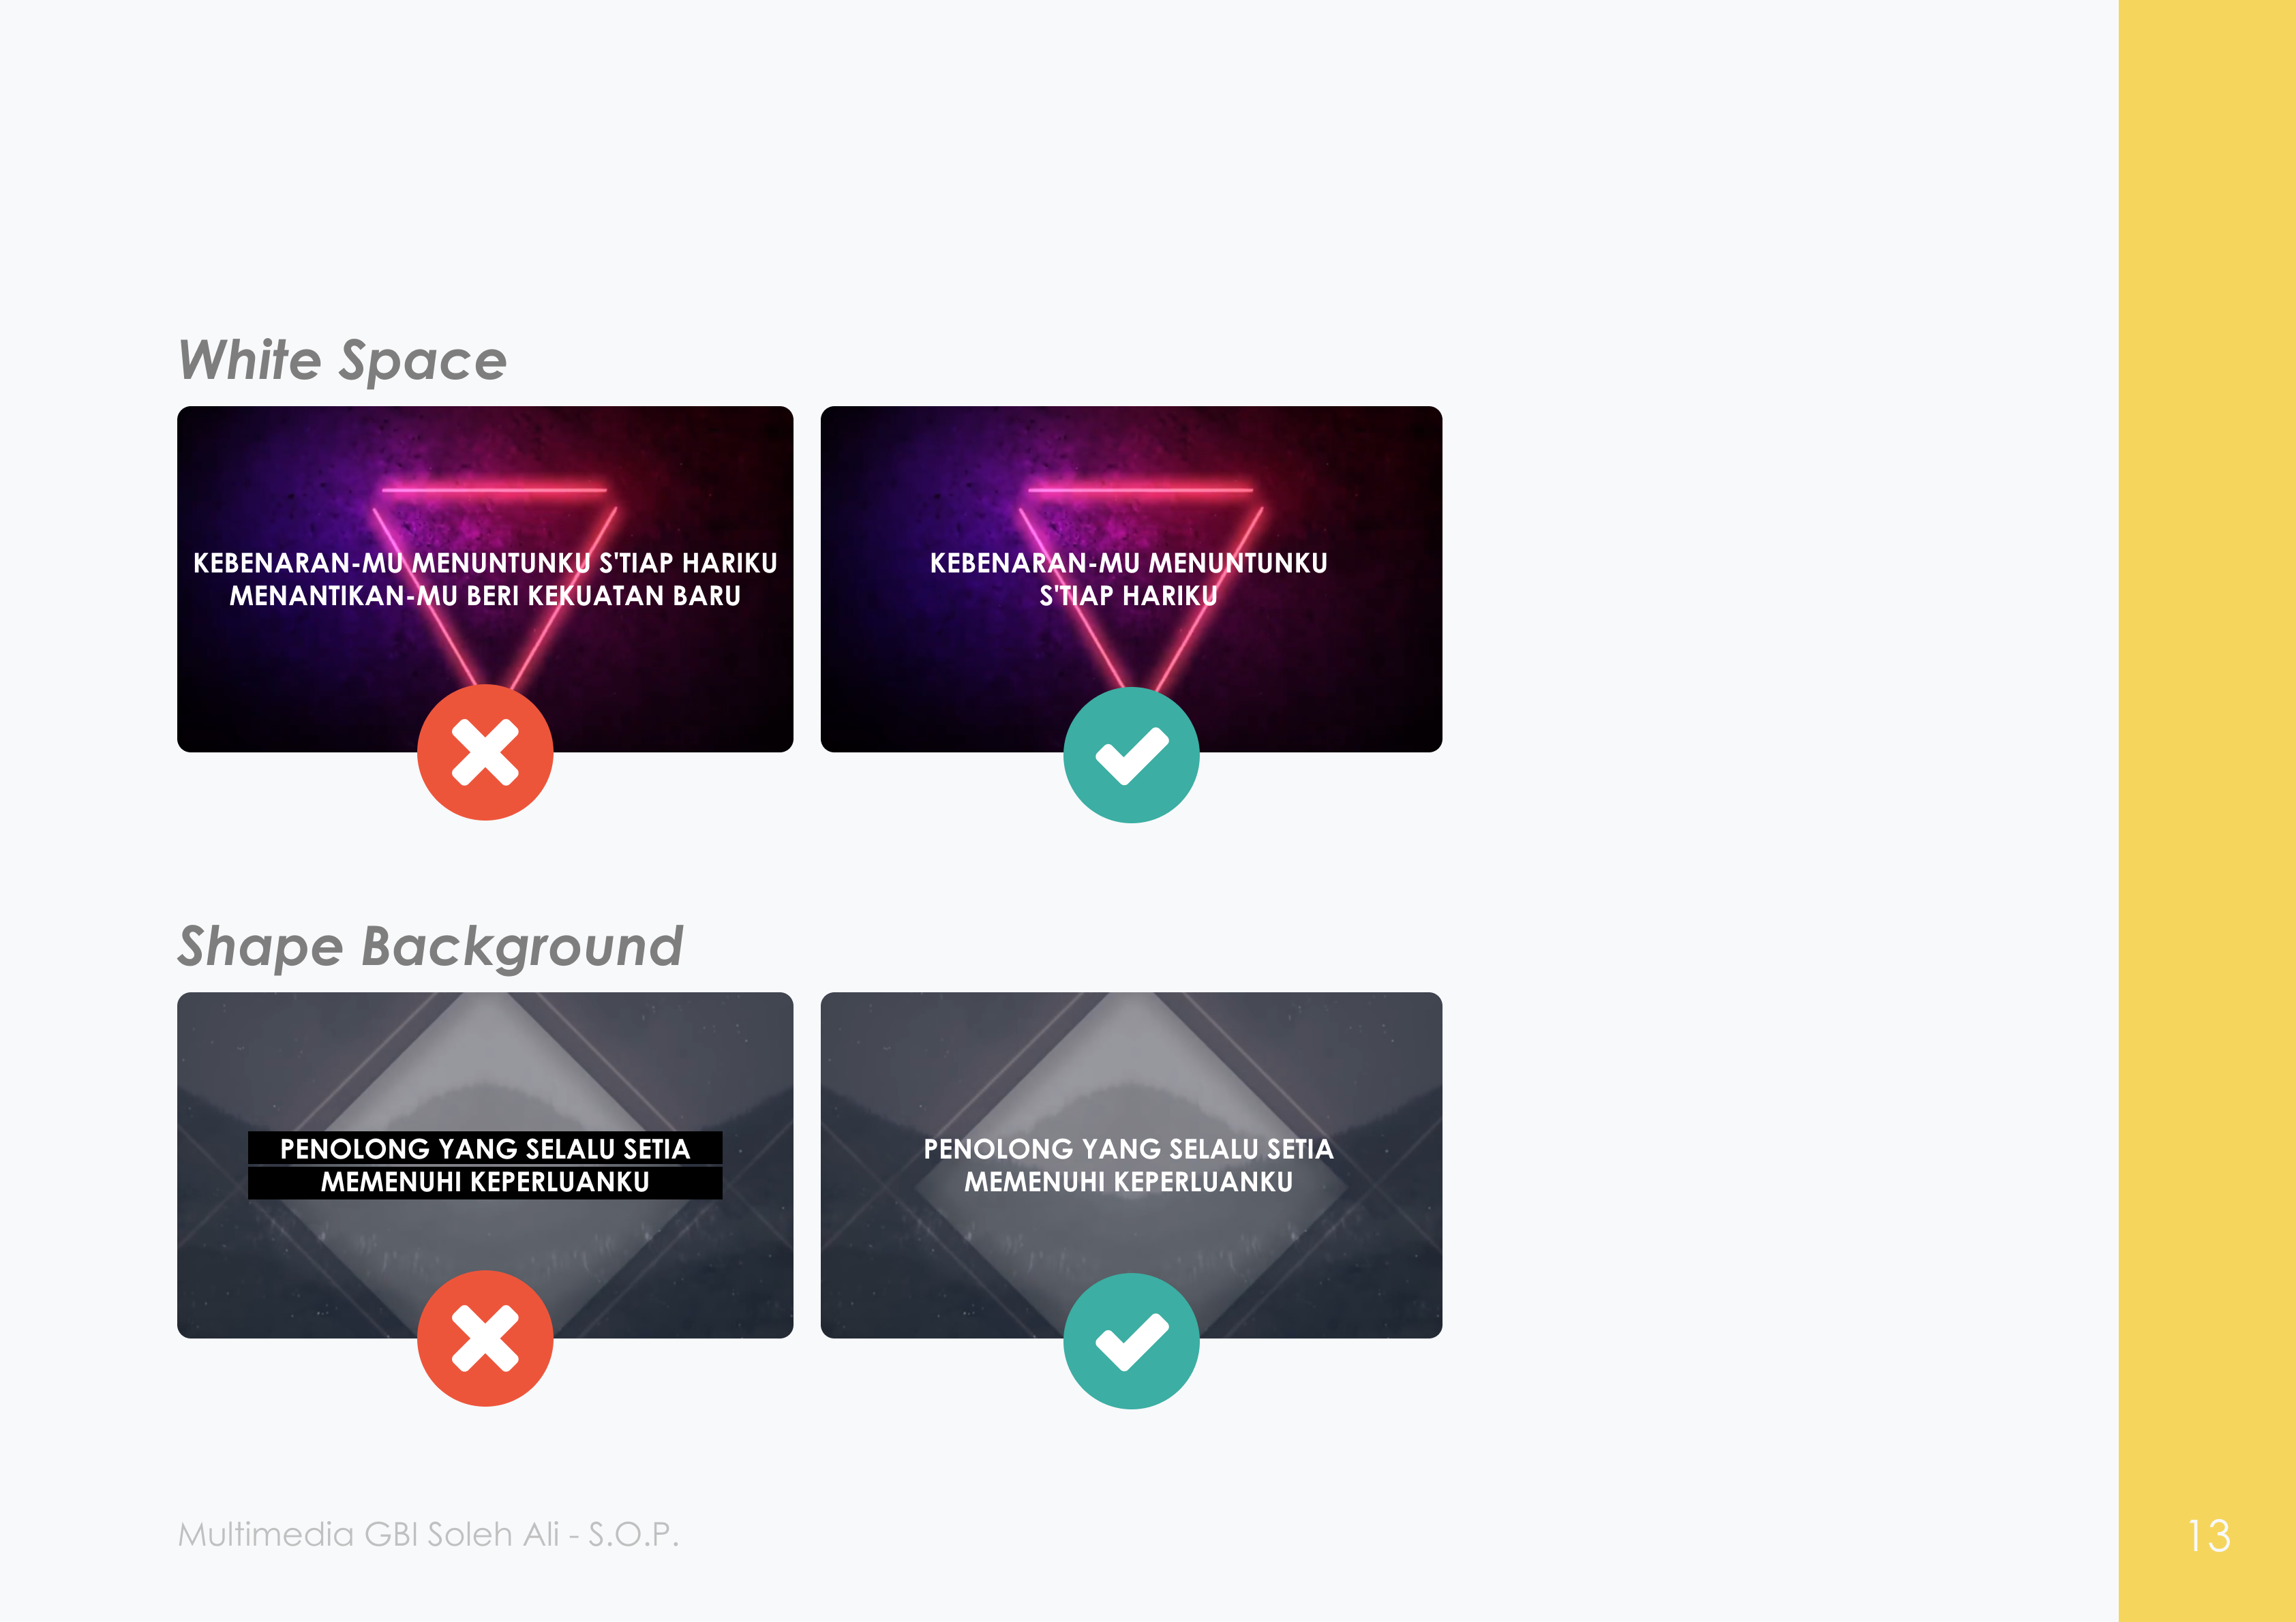 White Space
KEBENARAN-MU MENUNTUNKU S'TIAP HARIKU
MENANTIKAN-MU BERI KEKUATAN BARU
KEBENARAN-MU MENUNTUNKU
S'TIAP HARIKU
Shape Background
PENOLONG YANG SELALU SETIA
MEMENUHI KEPERLUANKU
PENOLONG YANG SELALU SETIA
MEMENUHI KEPERLUANKU
Multimedia GBI Soleh Ali - S.O.P.
13